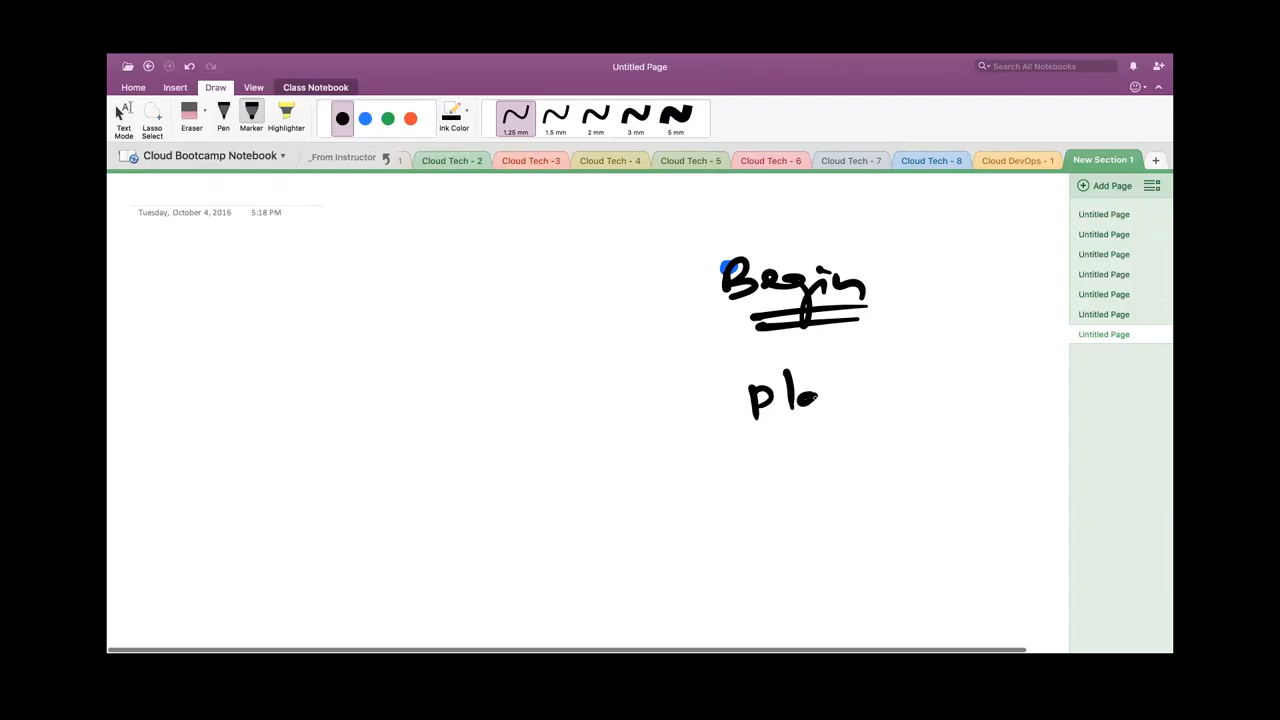 Untitled Page
Search All Notebooks
Home Insert Draw View Class Notebook
Text Mode
Lasso Select
Eraser
Pen
Marker
Highlighter
Ink Color
1.25 mm
1.5 mm
2 mm
3 mm
5 mm
Cloud Bootcamp Notebook
_From Instructor
1
Cloud Tech - 2
Cloud Tech -3
Cloud Tech - 4
Cloud Tech - 5
Cloud Tech - 6
Cloud Tech - 7
Cloud Tech - 8
Cloud DevOps - 1
New Section 1
Add Page
Tuesday, October 4, 2016 5:18 PM
Untitled Page
Untitled Page
Untitled Page
Untitled Page
Untitled Page
Untitled Page
Untitled Page
Begin